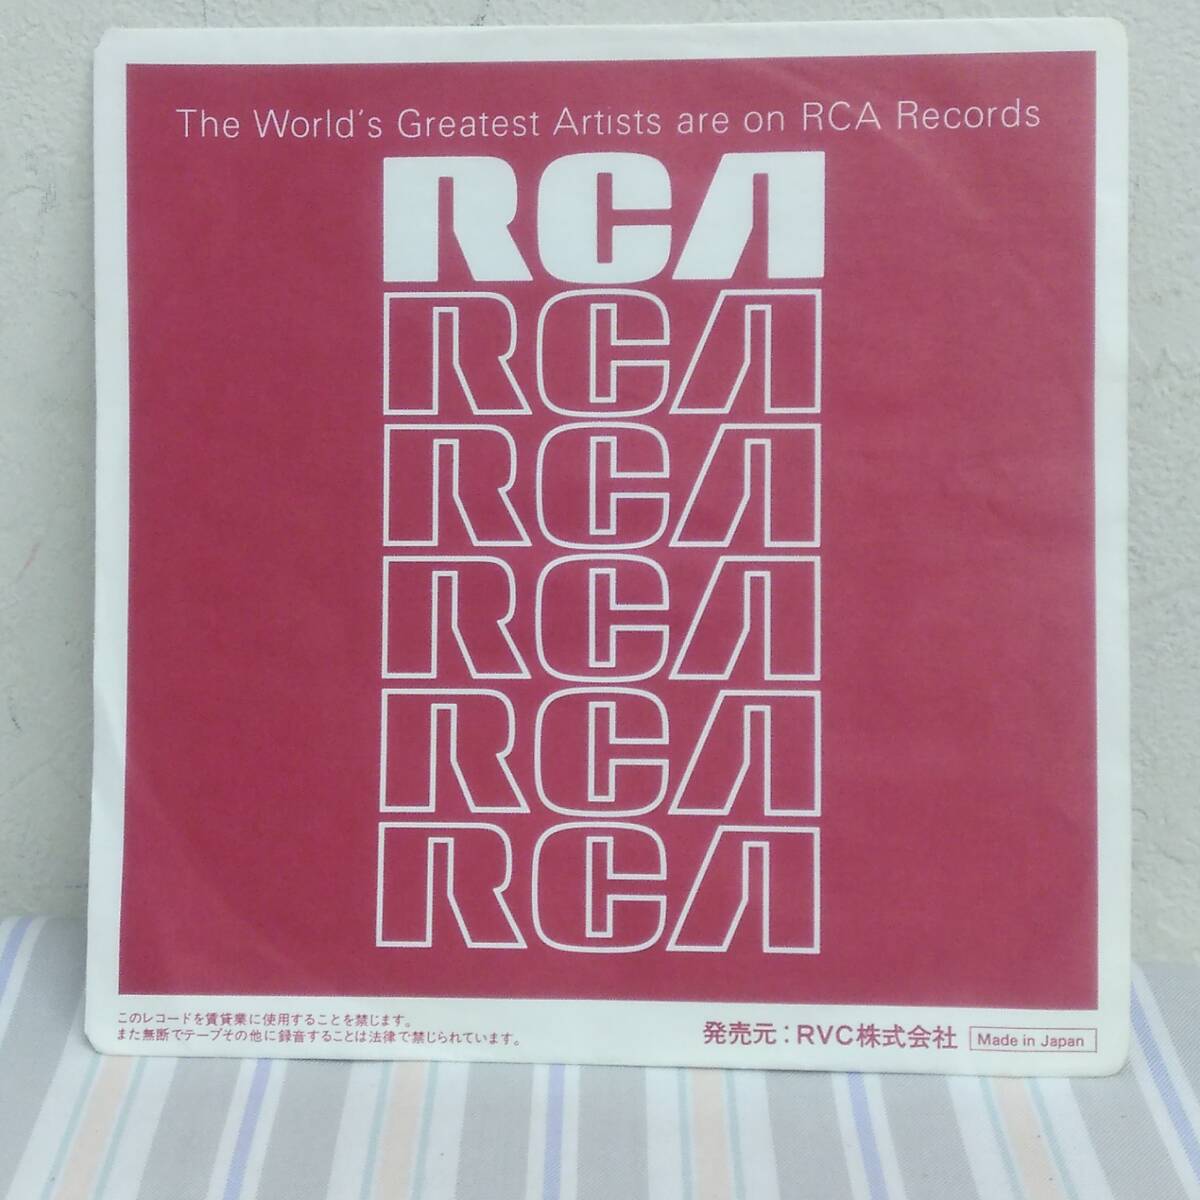 The World's Greatest Artists are on RCA Records
RCA
RCA
RCA
RCA
RCA
RCA
このレコードを賃貸業に使用することを禁じます。
また無断でテープその他に録音することは法律で禁じられています。
発売元:RVC株式会社
Made in Japan